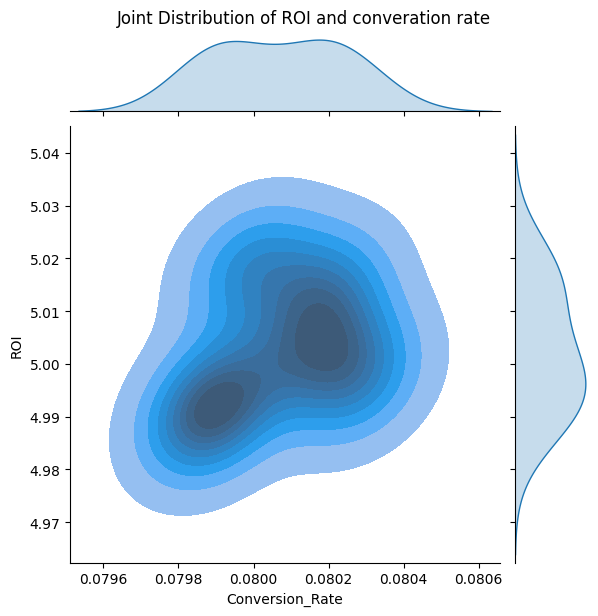 Joint Distribution of ROI and converation rate
5.04
5.03
5.02
5.01
5.00
4.99
4.98
4.97
ROI
0.0796 0.0798 0.0800 0.0802 0.0804 0.0806
Conversion_Rate